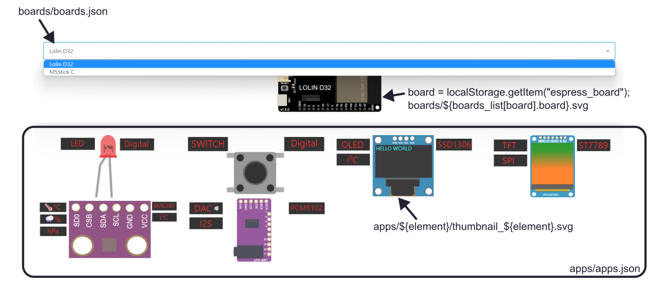 boards/boards.json
Lolin D32
Lolin D32
M5Stick C
LOLIN D32
board = localStorage.getItem("espress_board");
boards/${boards_list[board].board}.svg
LED
Digital
SWITCH
Digital
OLED
I²C
HELLO WORLD
SSD1306
TFT
SPI
ST7789
°C
%
hPa
SDO
CSB
SDA
SCL
GND
VCC
I²C
DAC
I2S
PCM5102
apps/${element}/thumbnail_${element}.svg
apps/apps.json